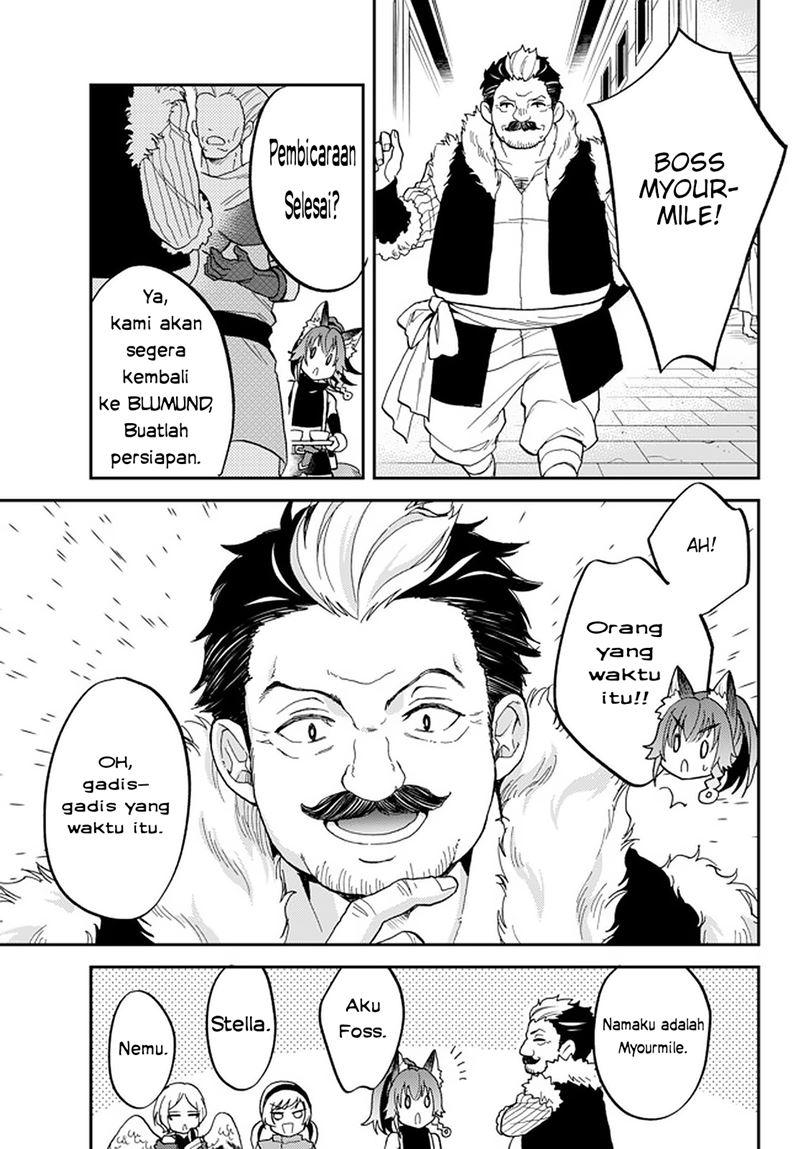 BOSS
MYOUR-
MILE!
Pembicaraan
Selesai?
Ya,
kami akan
segera
kembali
ke BLUMUND,
Buatlah
persiapan.
AH!
Orang
yang
waktu
itu!!
OH,
gadis-
gadis yang
waktu itu.
Namaku adalah
Myourmile.
Aku
Foss.
Stella.
Nemu.